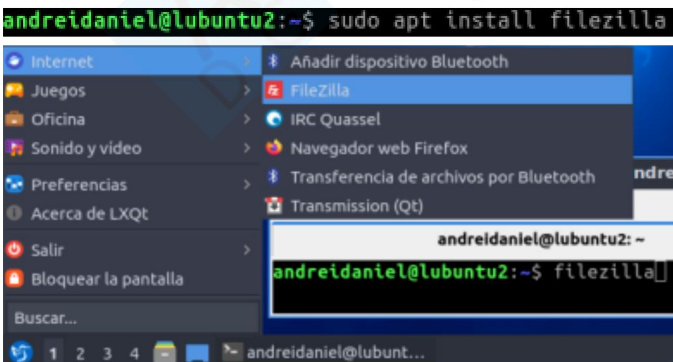 andreidaniel@lubuntu2:~$ sudo apt install filezilla
Internet
Juegos
Oficina
Sonido y video
Preferencias
Acerca de LXQt
Salir
Bloquear la pantalla
Buscar...
Añadir dispositivo Bluetooth
FileZilla
IRC Quassel
Navegador web Firefox
Transferencia de archivos por Bluetooth
Transmission (Qt)
ndre
andreidaniel@lubuntu2: ~
andreidaniel@lubuntu2:~$ filezilla
1 2 3 4 andreidaniel@lubunt...